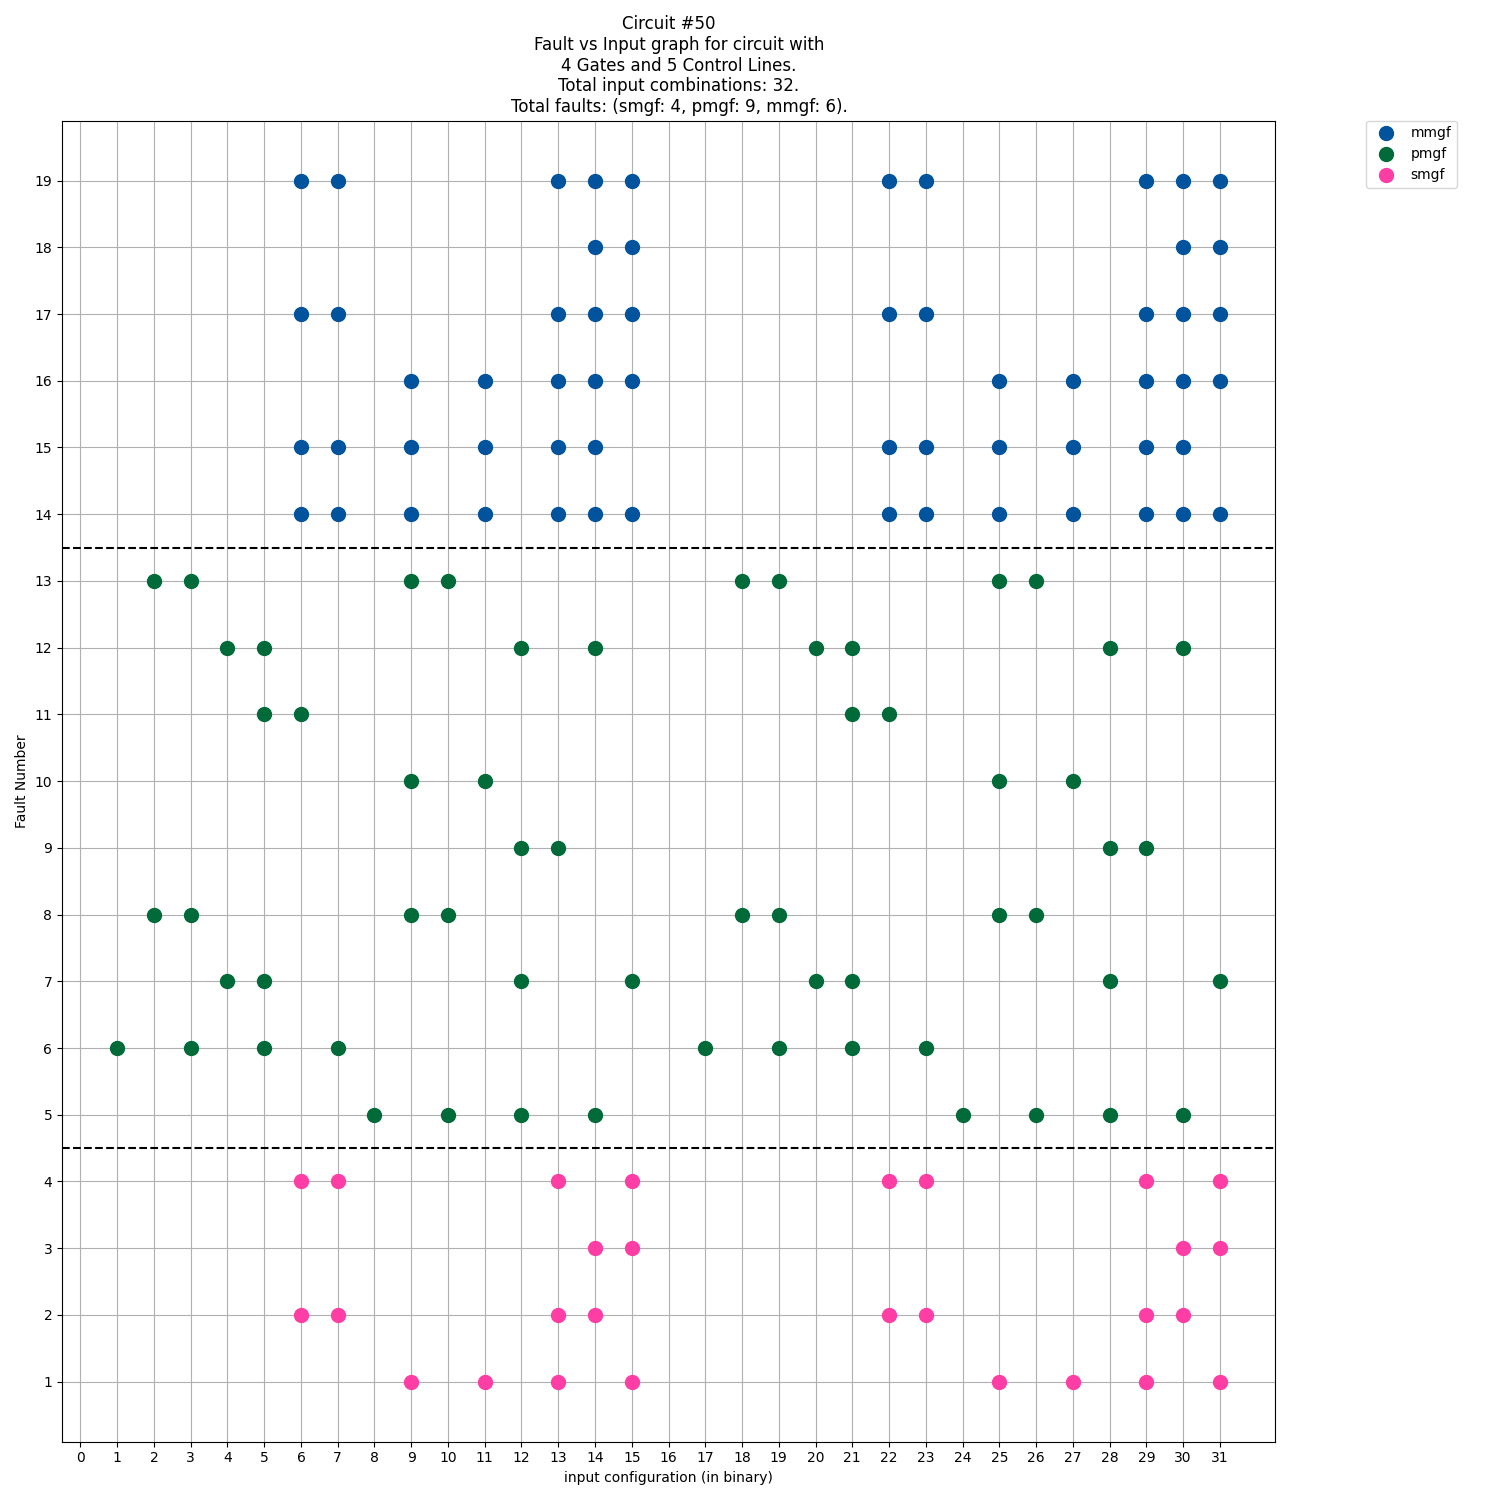 Circuit #50
Fault vs Input graph for circuit with
4 Gates and 5 Control Lines.
Total input combinations: 32.
Total faults: (smgf: 4, pmgf: 9, mmgf: 6).
mmgf
pmgf
smgf
19
18
17
16
15
14
13
12
11
10
9
8
7
6
5
4
3
2
1
Fault Number
0 1 2 3 4 5 6 7 8 9 10 11 12 13 14 15 16 17 18 19 20 21 22 23 24 25 26 27 28 29 30 31
input configuration (in binary)